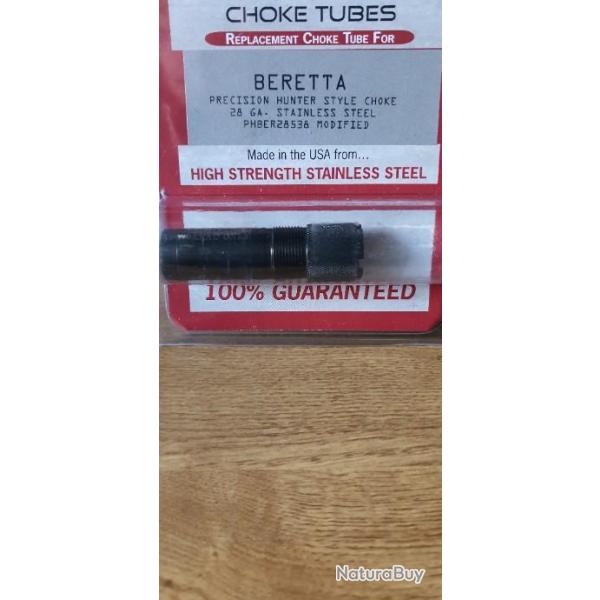 CHOKE TUBES
REPLACEMENT CHOKE TUBE FOR
BERETTA
PRECISION HUNTER STYLE CHOKE
28 GA. STAINLESS STEEL
PHBER28538 MODIFIED
Made in the USA from...
HIGH STRENGTH STAINLESS STEEL
100% GUARANTEED
NaturaBuy